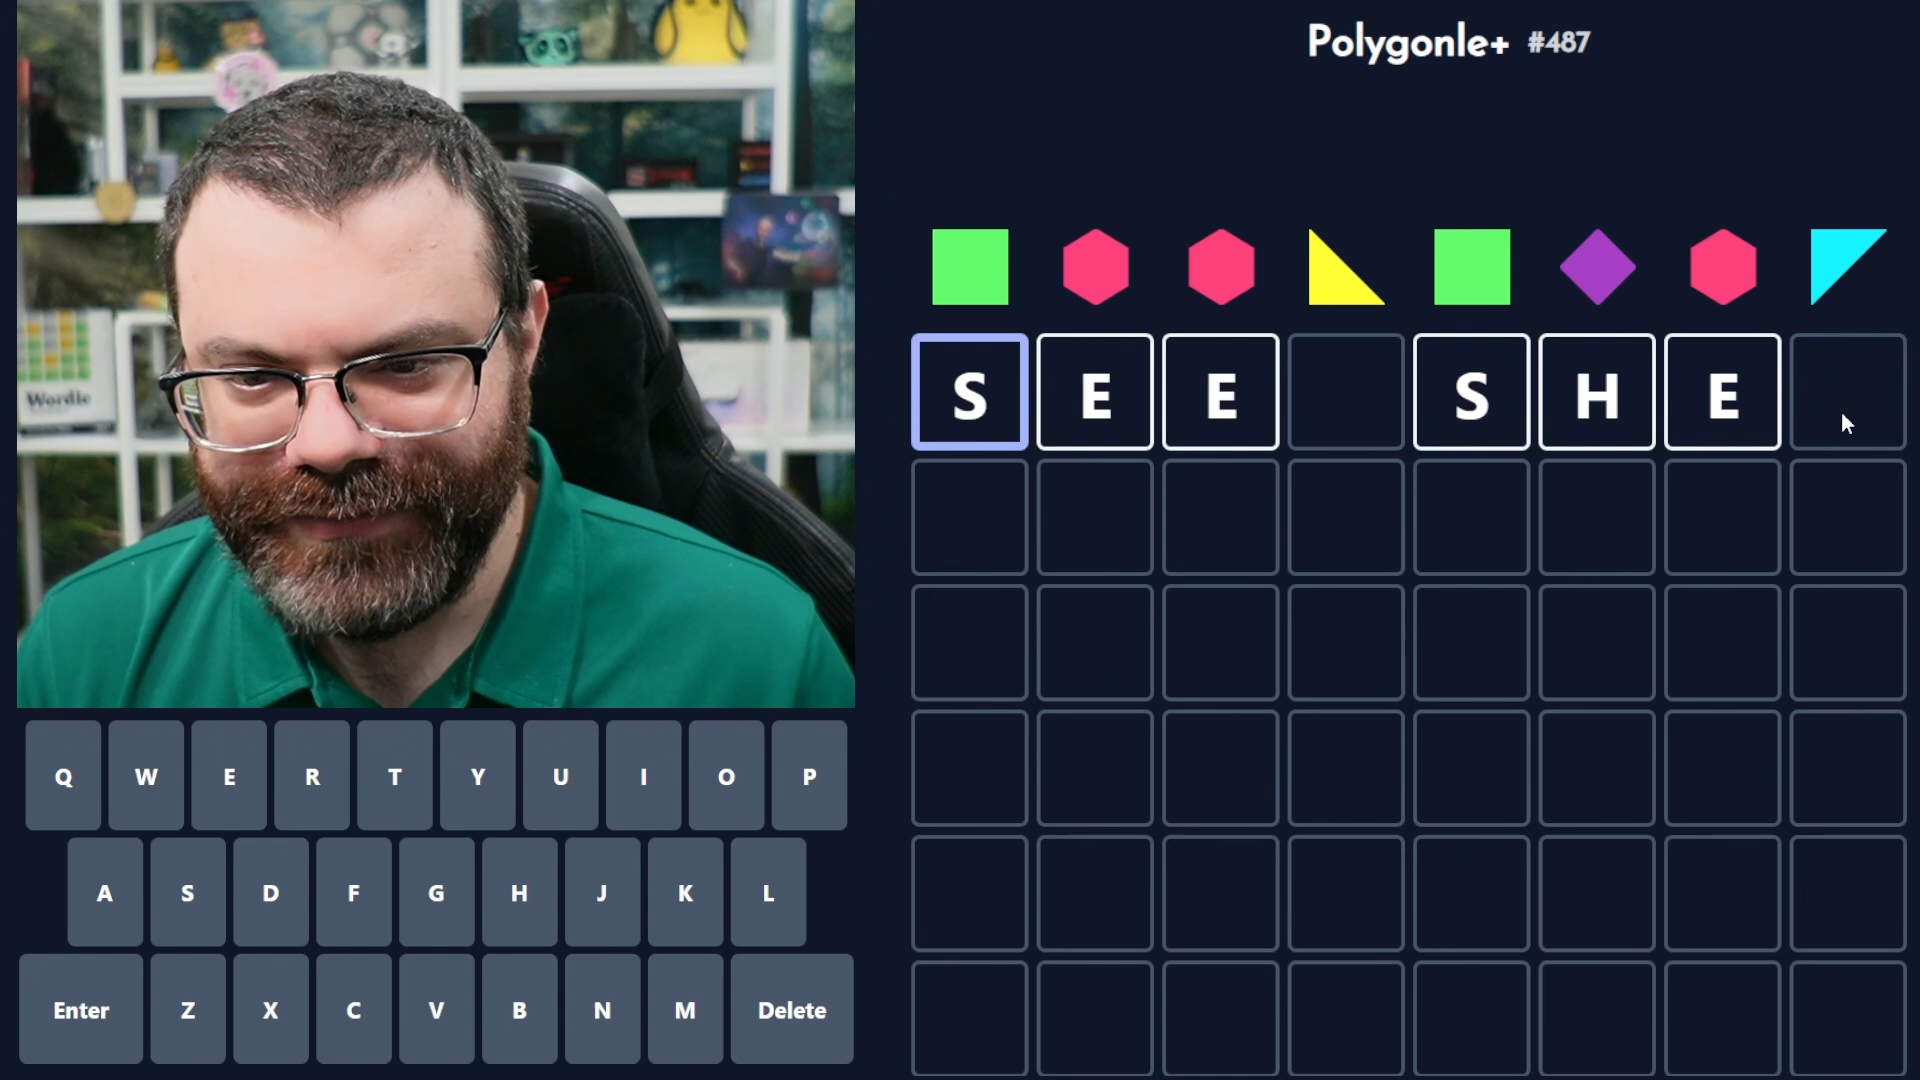 Polygonle+ #487
S E E S H E
Wordle
Q W E R T Y U I O P
A S D F G H J K L
Enter Z X C V B N M Delete